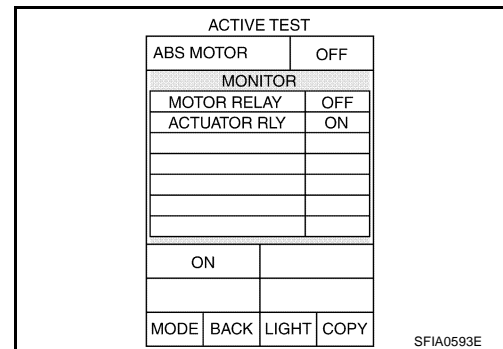 ACTIVE TEST
ABS MOTOR OFF
MONITOR
MOTOR RELAY OFF
ACTUATOR RLY ON
ON
MODE BACK LIGHT COPY
SFIA0593E